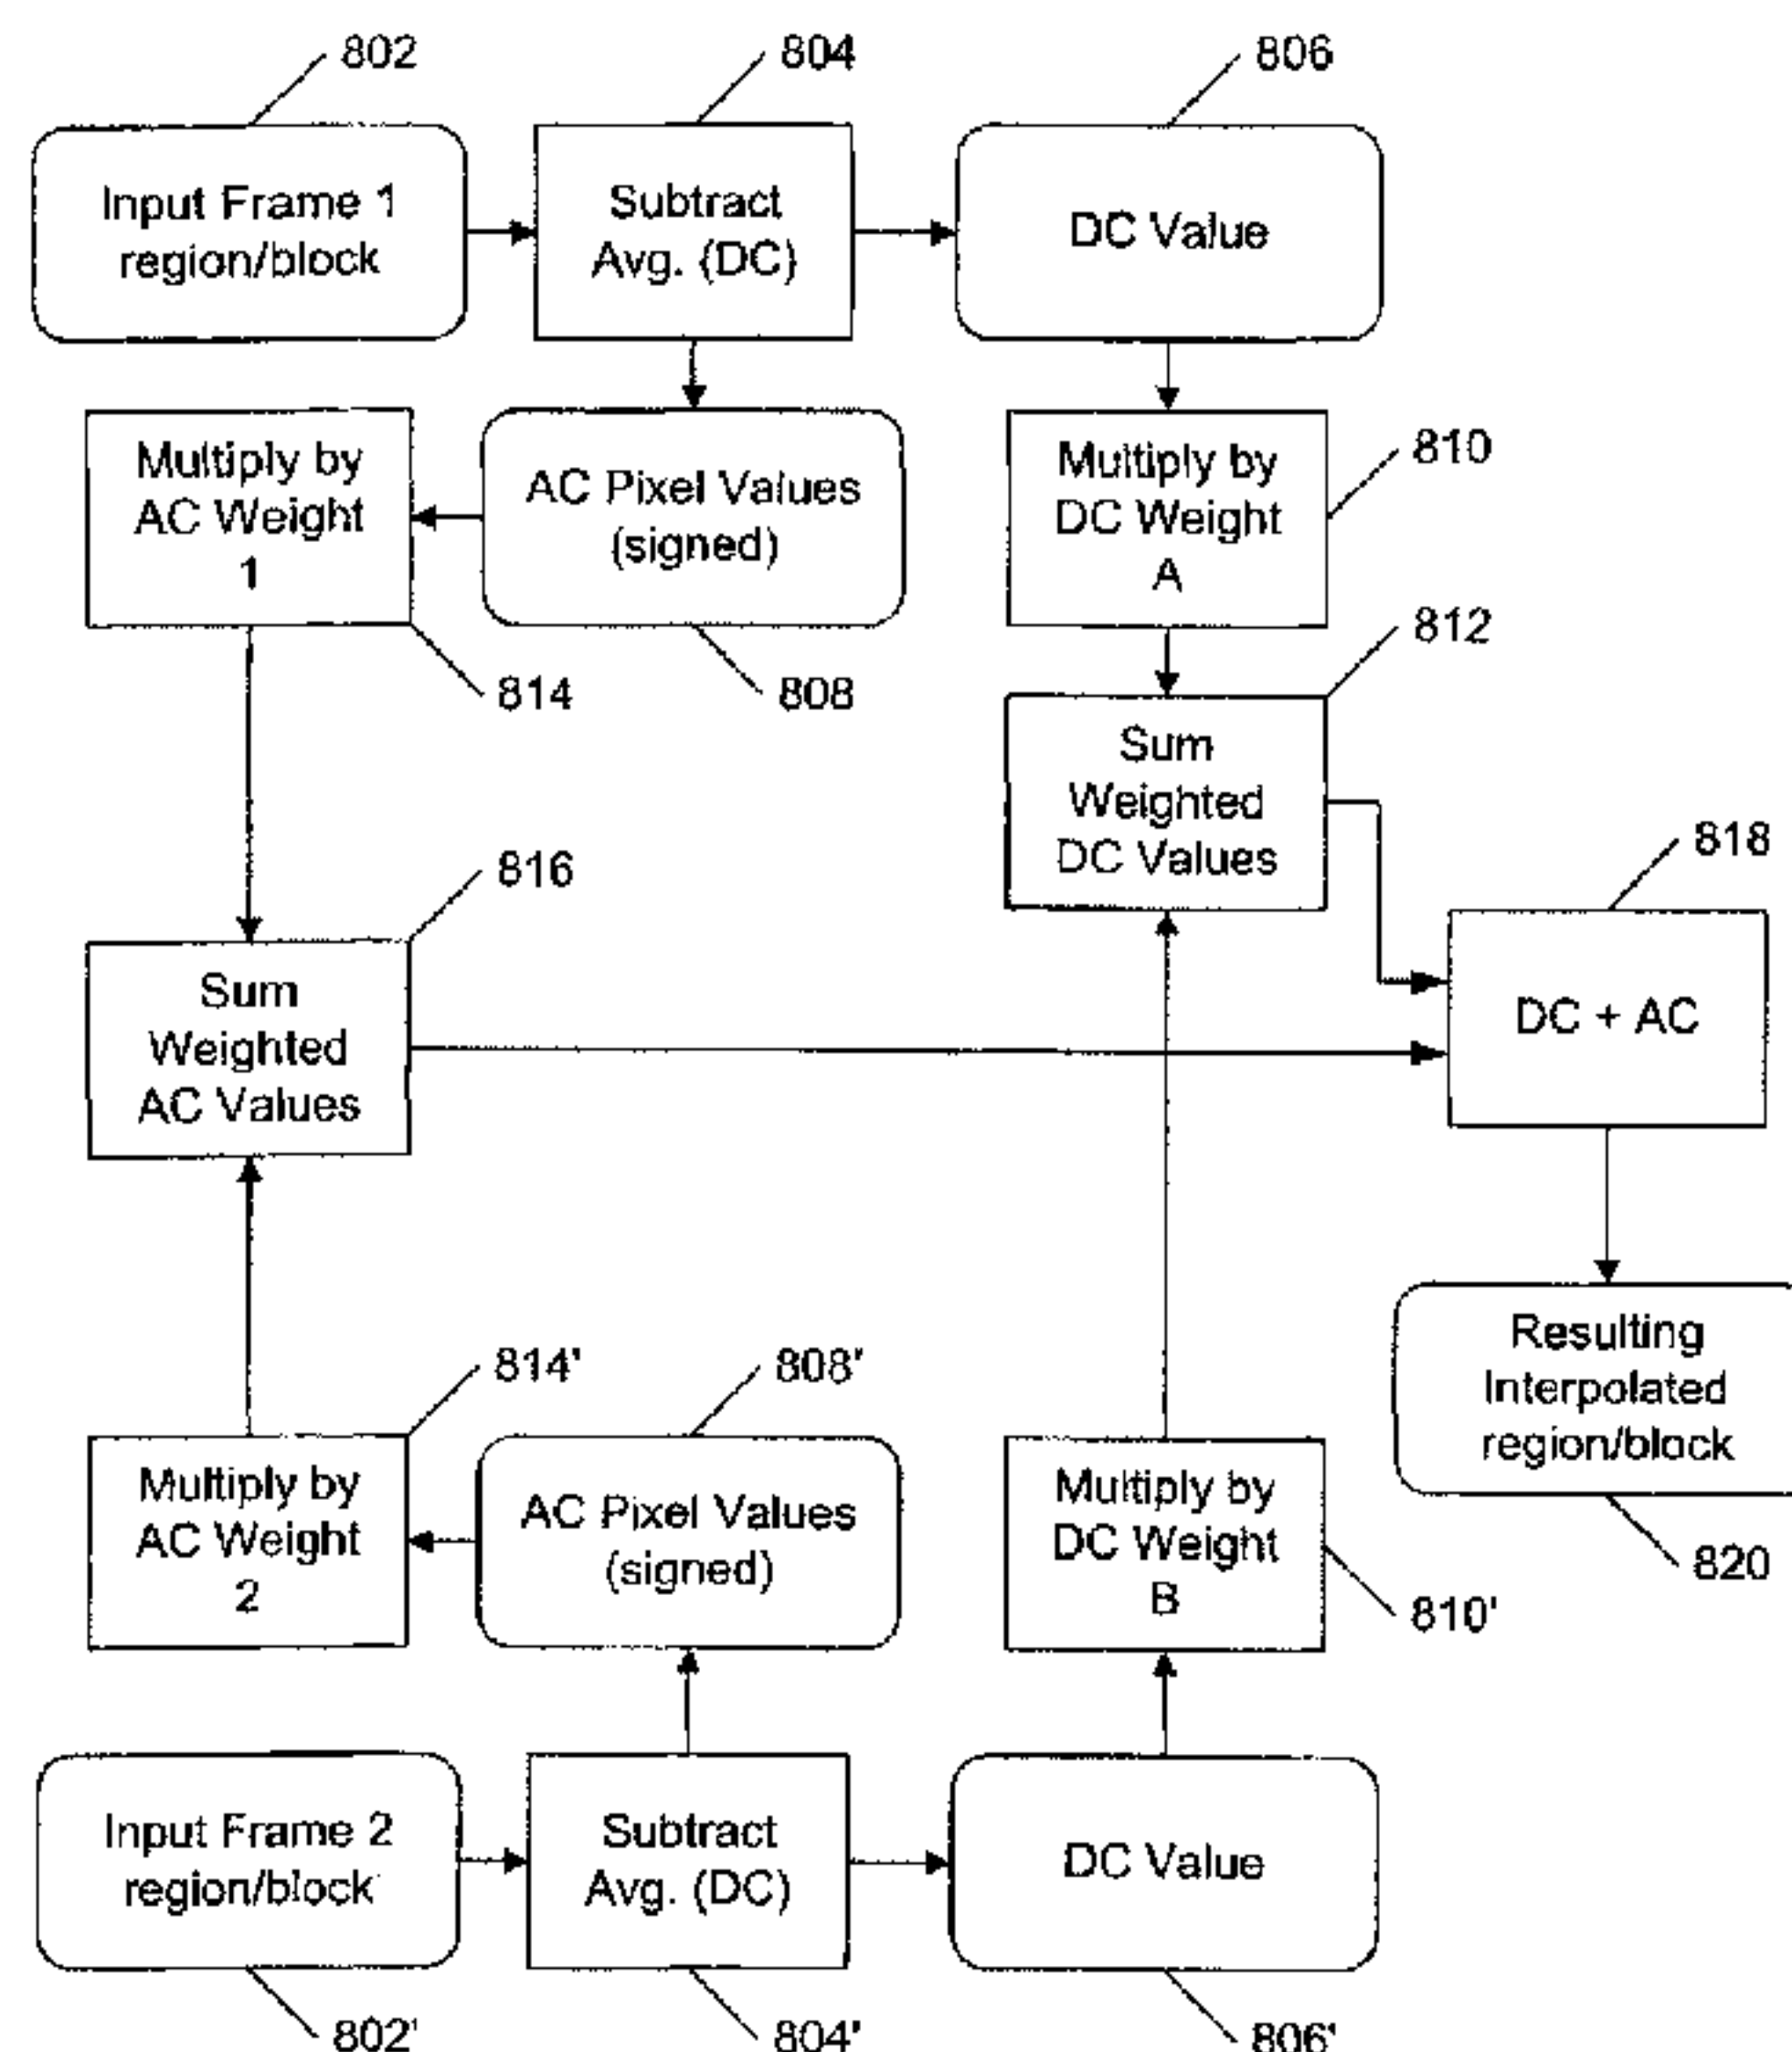 802
804
806
Input Frame 1
region/block
Subtract
Avg. (DC)
DC Value
Multiply by
AC Weight
1
AC Pixel Values
(signed)
Multiply by
DC Weight
A
810
812
814
808
Sum
Weighted
DC Values
818
816
Sum
Weighted
AC Values
DC + AC
Resulting
Interpolated
region/block
814'
808'
Multiply by
AC Weight
2
AC Pixel Values
(signed)
Multiply by
DC Weight
B
820
810'
Input Frame 2
region/block
Subtract
Avg. (DC)
DC Value
802'
804'
806'